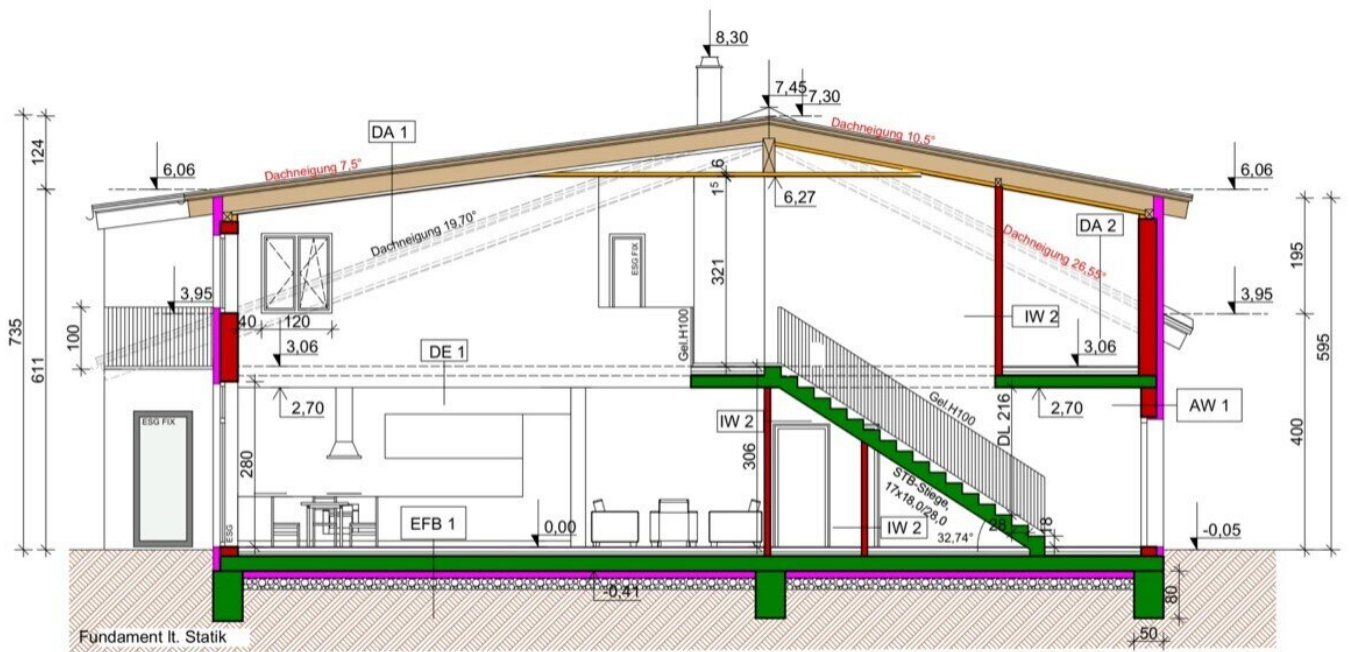 8,30
7,45
7,30
DA 1
Dachneigung 10,5°
Dachneigung 7,5°
124
6,06
6,06
6
15
6,27
Dachneigung 19,70°
ESG FIX
DA 2
Dachneigung 26,55°
195
321
3,95
3,95
40
120
IW 2
735
611
100
595
3,06
Gel.H100
3,06
DE 1
2,70
2,70
Gel.H100
AW 1
ESG FIX
IW 2
DL 216
280
306
400
STB-Stiege,
17x18,0/28,0
ESG
EFB 1
0,00
IW 2
28
32,74°
18
-0,05
-0,41
80
Fundament lt. Statik
50